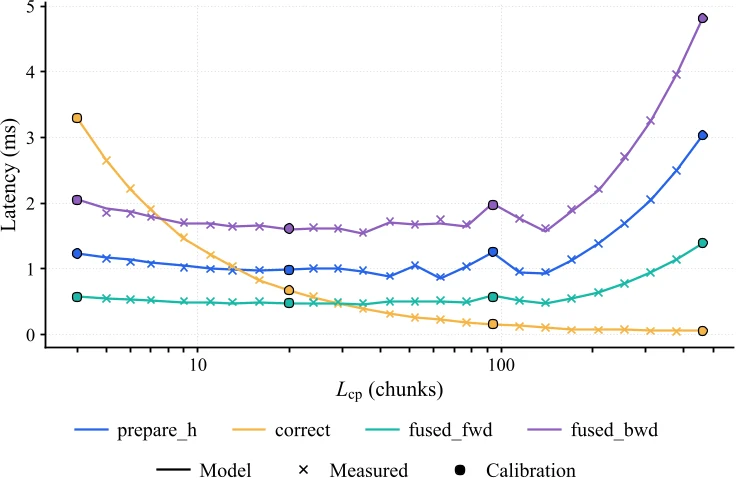 5
4
3
2
1
0
Latency (ms)
10
100
L_cp (chunks)
prepare_h
correct
fused_fwd
fused_bwd
Model
Measured
Calibration